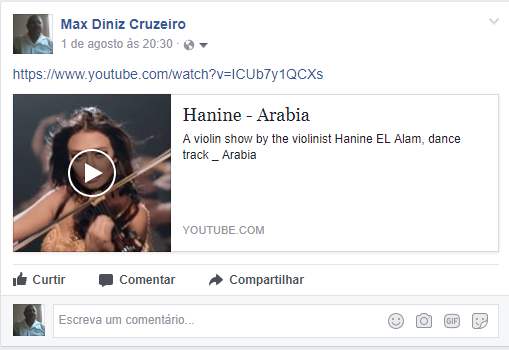 Max Diniz Cruzeiro
1 de agosto às 20:30 ·
https://www.youtube.com/watch?v=ICUb7y1QCXs
Hanine - Arabia
A violin show by the violinist Hanine EL Alam, dance
track _ Arabia
YOUTUBE.COM
Curtir Comentar Compartilhar
Escreva um comentário...
GIF